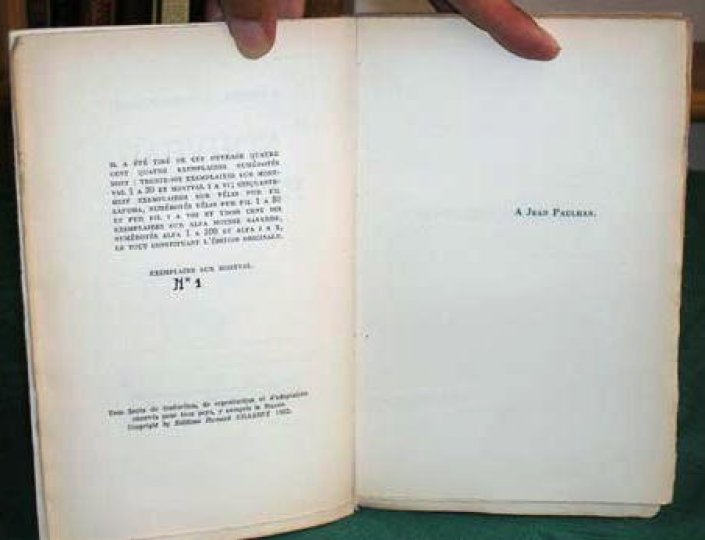 IL A ÉTÉ TIRÉ DE CET OUVRAGE QUATRE
CENT QUATRE EXEMPLAIRES NUMÉROTÉS
SOIT : TRENTE-SIX EXEMPLAIRES SUR MONT-
VAL 1 A 30 ET MONTVAL I A VI; CINQUANTE-
HUIT EXEMPLAIRES SUR VÉLIN PUR FIL
LAFUMA, NUMÉROTÉS VÉLIN PUR FIL 1 A 50
ET PUR FIL I A VIII ET TROIS CENT DIX
EXEMPLAIRES SUR ALFA MOUSSE NAVARRE,
NUMÉROTÉS ALFA 1 A 300 ET ALFA I A X,
LE TOUT CONSTITUANT L'ÉDITION ORIGINALE.
EXEMPLAIRE SUR MONTVAL.
N° 1
Tous droits de traduction, de reproduction et d'adaptation
réservés pour tous pays, y compris la Russie.
Copyright by Éditions Bernard GRASSET
A JEAN PAULHAN.